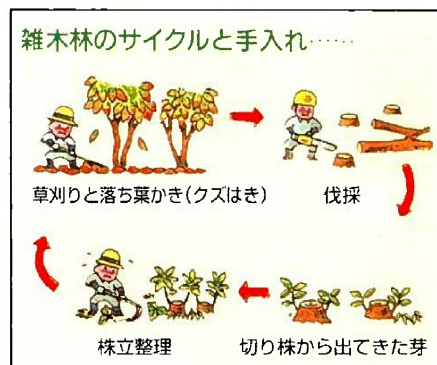 雑木林のサイクルと手入れ……
草刈りと落ち葉かき(クズはき)
伐採
株立整理
切り株から出てきた芽